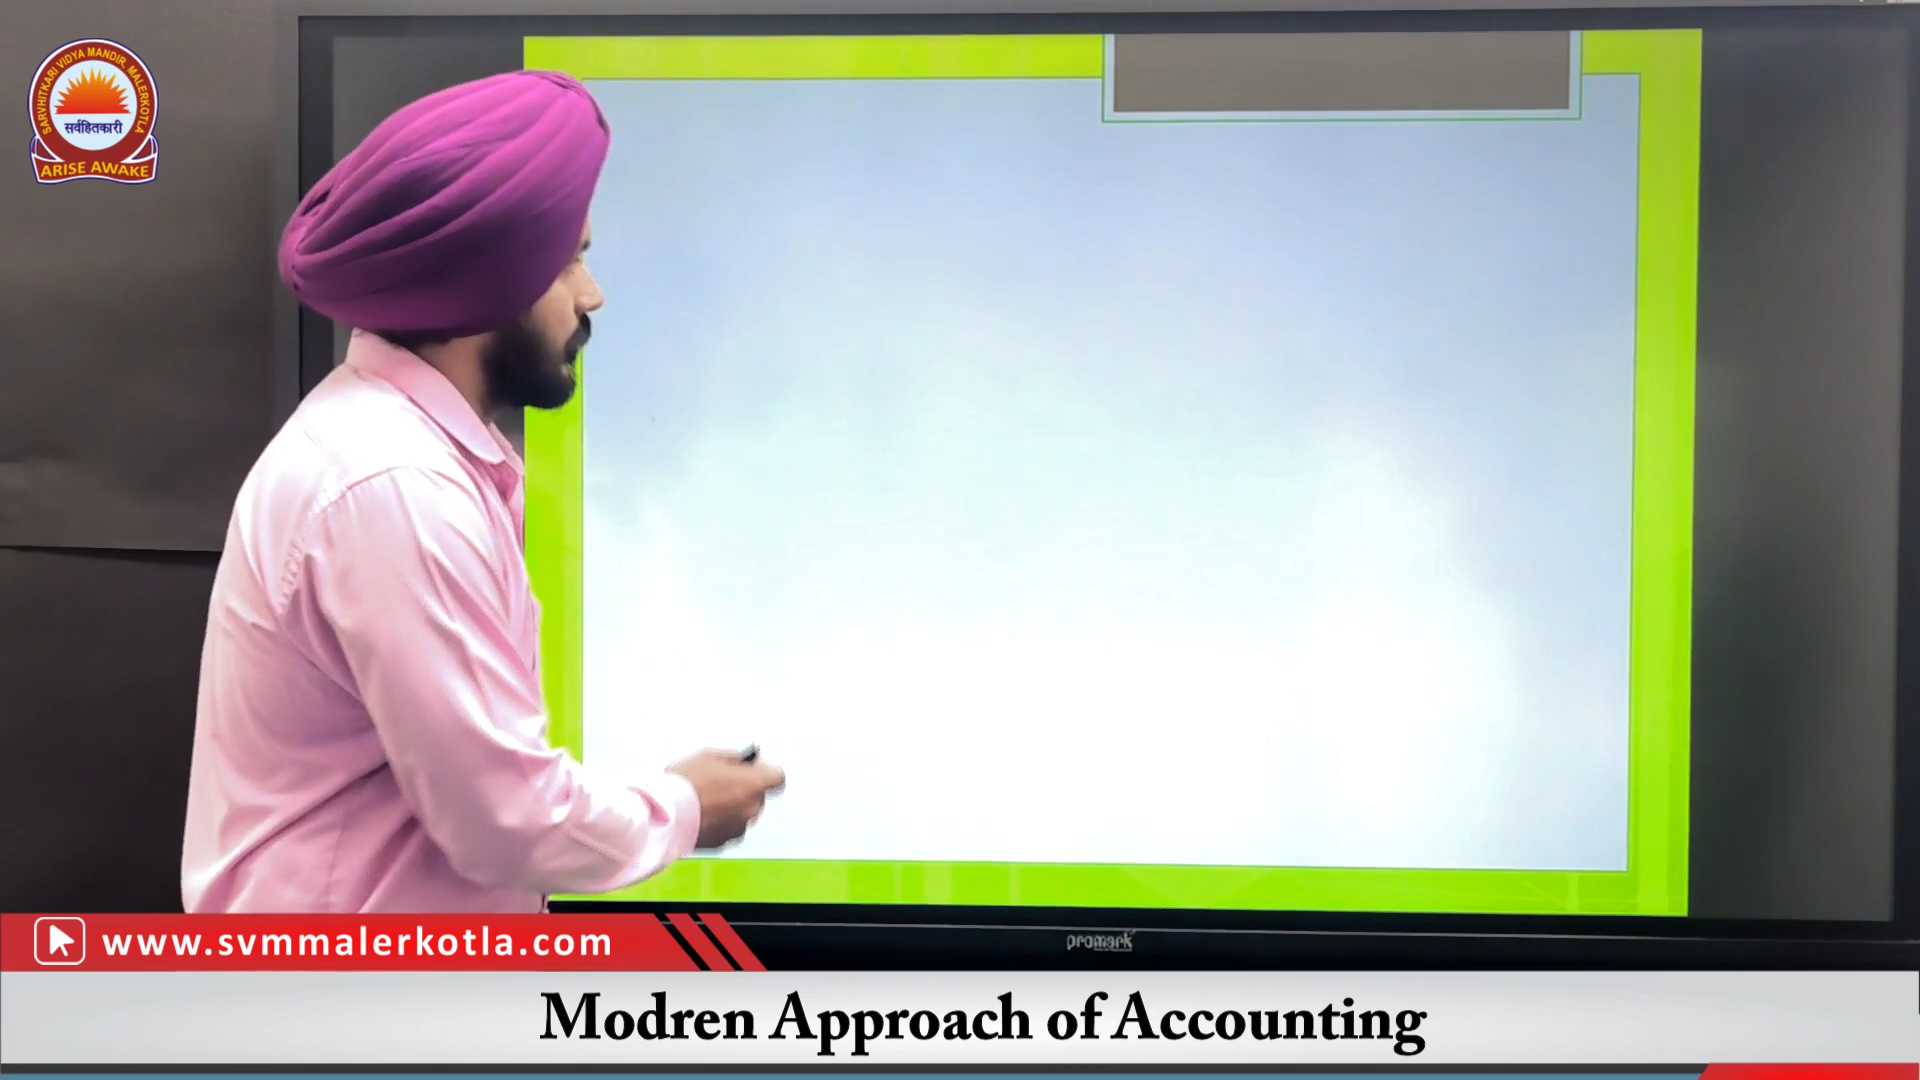 SARVHITKARI VIDYA MANDIR, MALERKOTLA
सर्वहितकारी
ARISE AWAKE
www.svmmalerkotla.com
promark
Modren Approach of Accounting